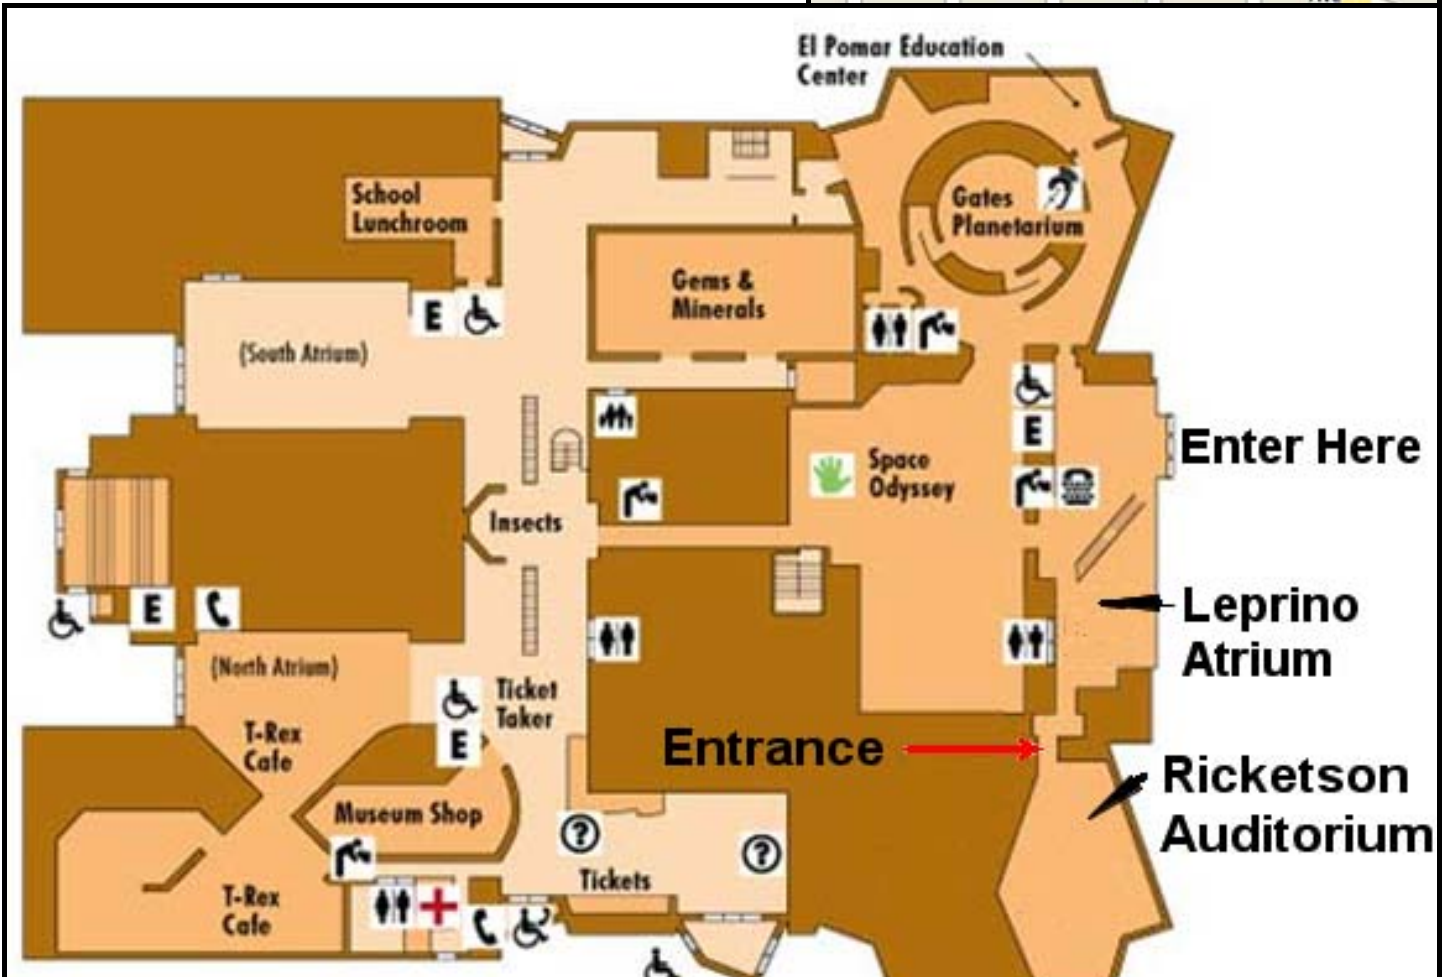 El Pomar Education
Center
School
Lunchroom
Gates
Planetarium
Gems &
Minerals
E
(South Atrium)
E
Enter Here
Space
Odyssey
Insects
E
Leprino
Atrium
(North Atrium)
Ticket
Taker
E
T-Rex
Cafe
Entrance
Ricketson
Auditorium
Museum Shop
?
?
Tickets
T-Rex
Cafe